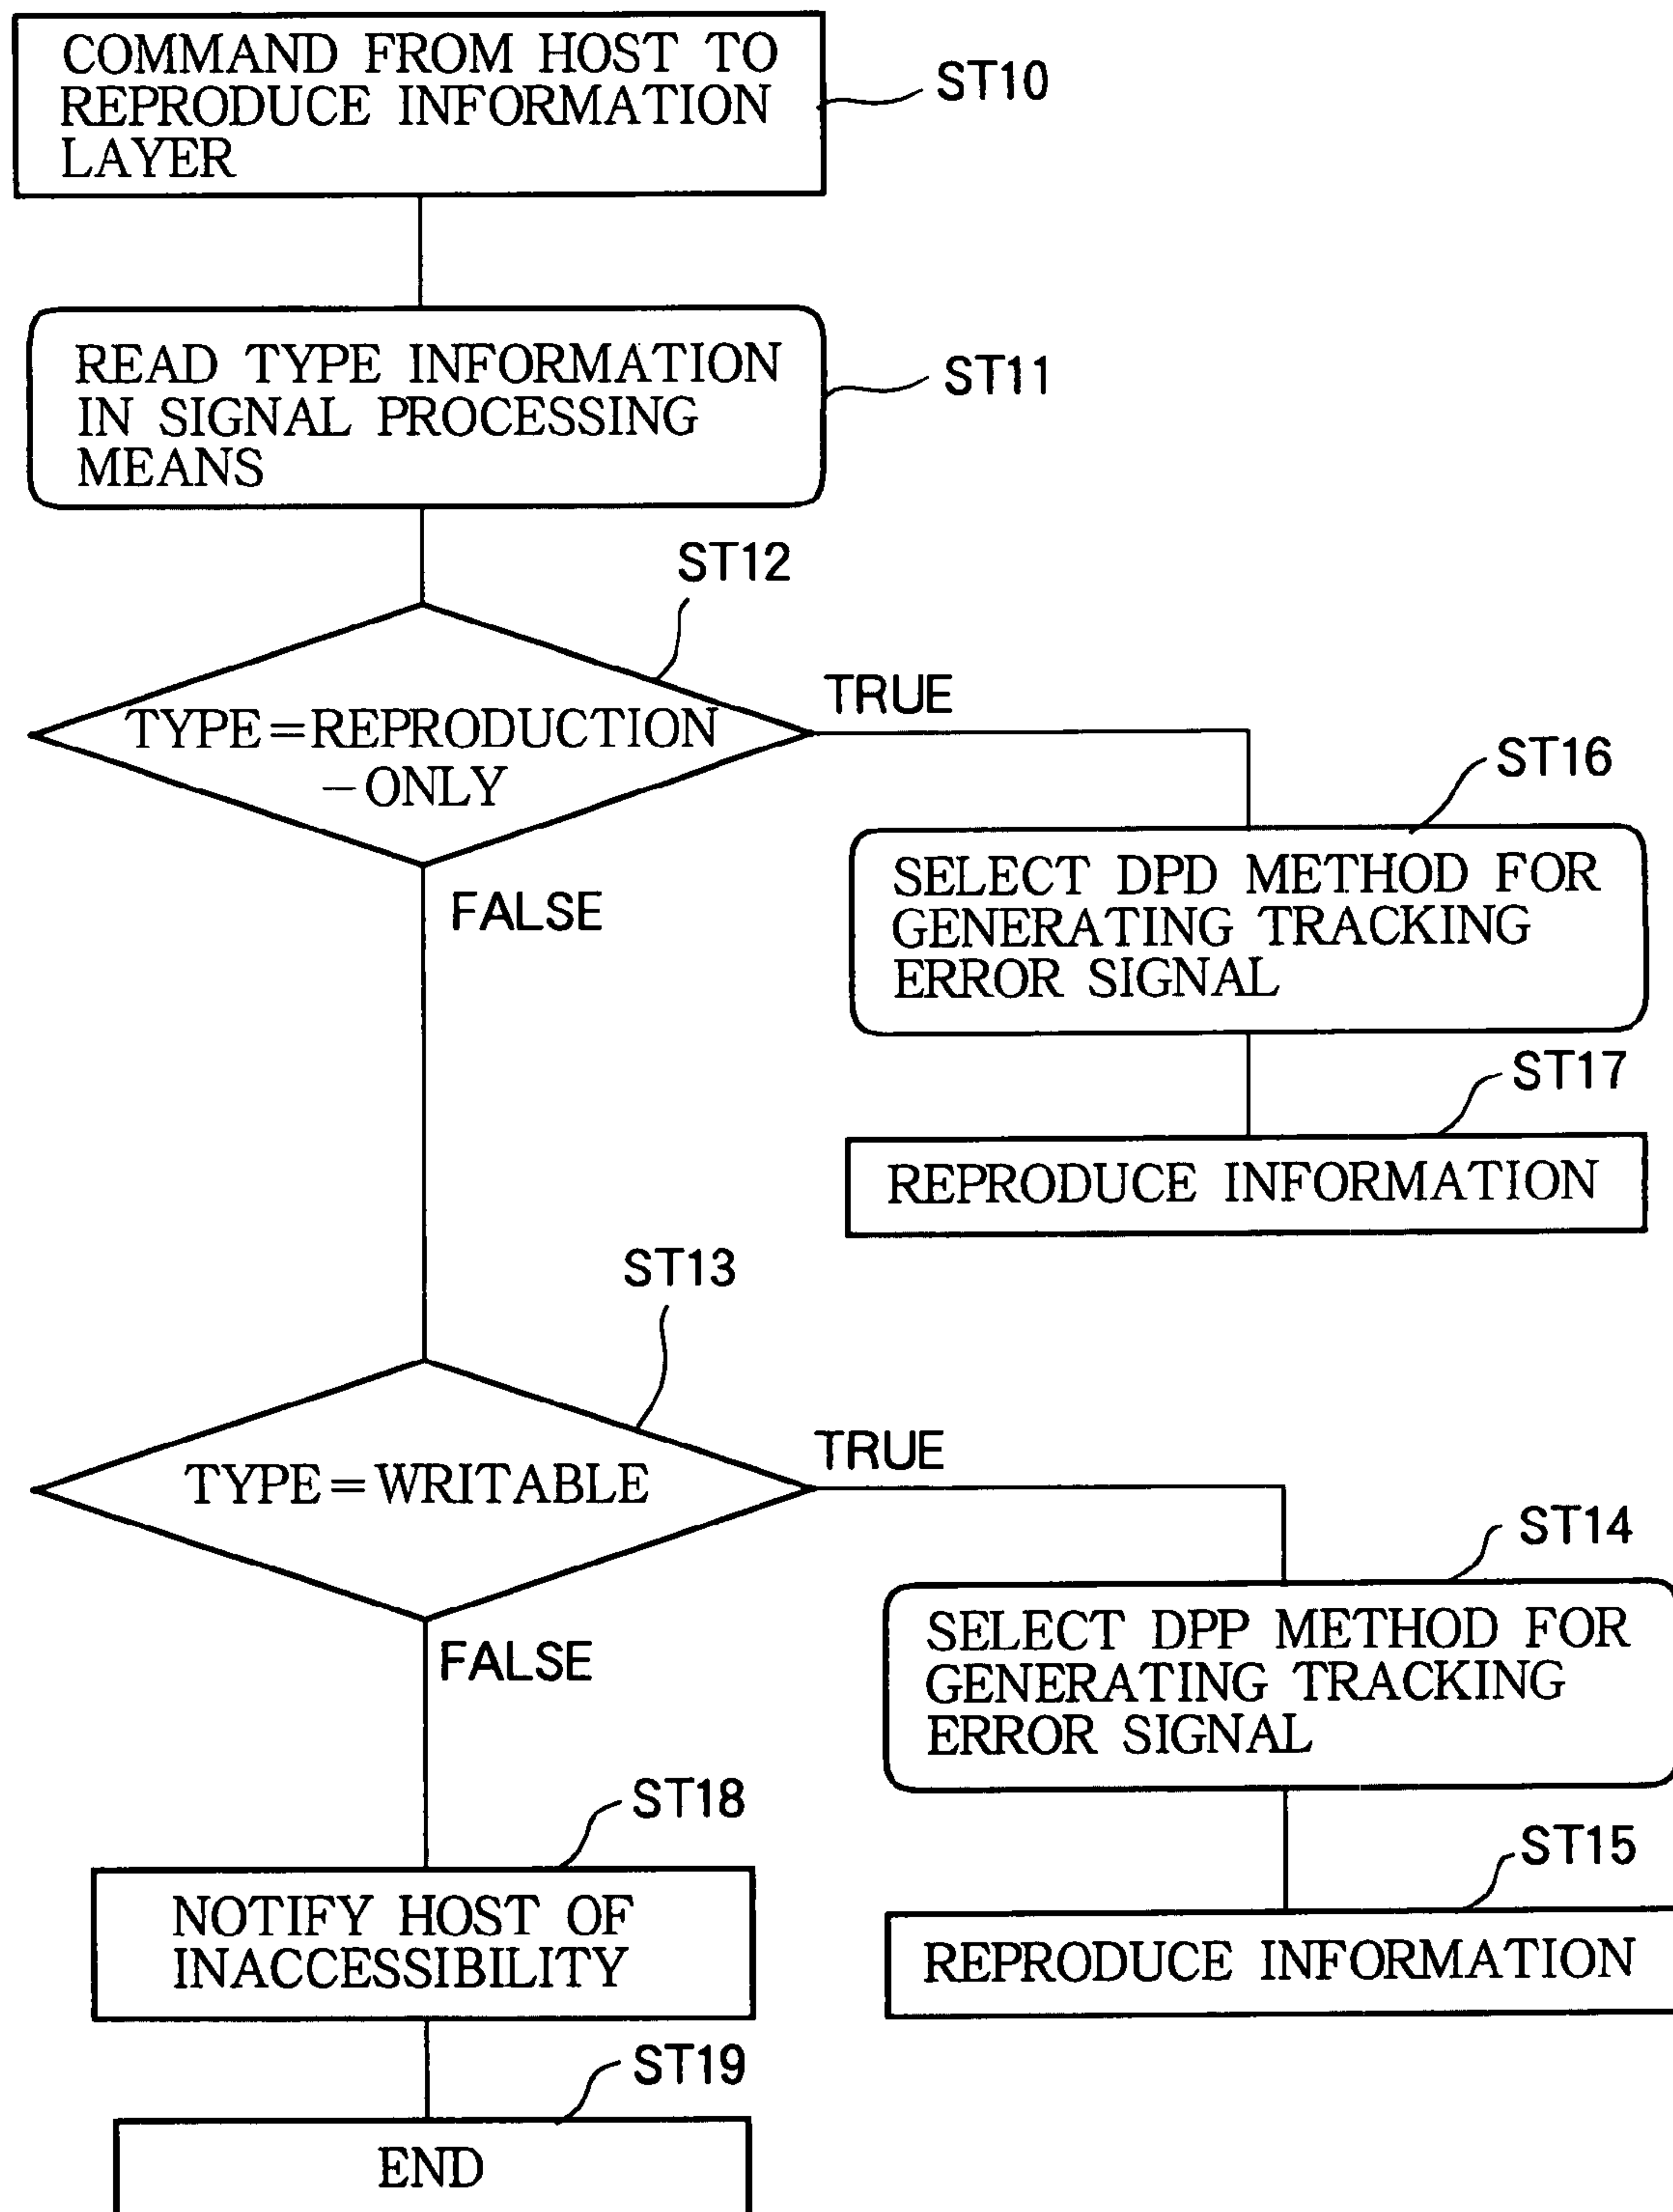 COMMAND FROM HOST TO
REPRODUCE INFORMATION
LAYER
ST10
READ TYPE INFORMATION
IN SIGNAL PROCESSING
MEANS
ST11
ST12
TYPE=REPRODUCTION
-ONLY
TRUE
FALSE
ST16
SELECT DPD METHOD FOR
GENERATING TRACKING
ERROR SIGNAL
ST17
REPRODUCE INFORMATION
ST13
TYPE=WRITABLE
TRUE
FALSE
ST14
SELECT DPP METHOD FOR
GENERATING TRACKING
ERROR SIGNAL
ST15
REPRODUCE INFORMATION
ST18
NOTIFY HOST OF
INACCESSIBILITY
ST19
END